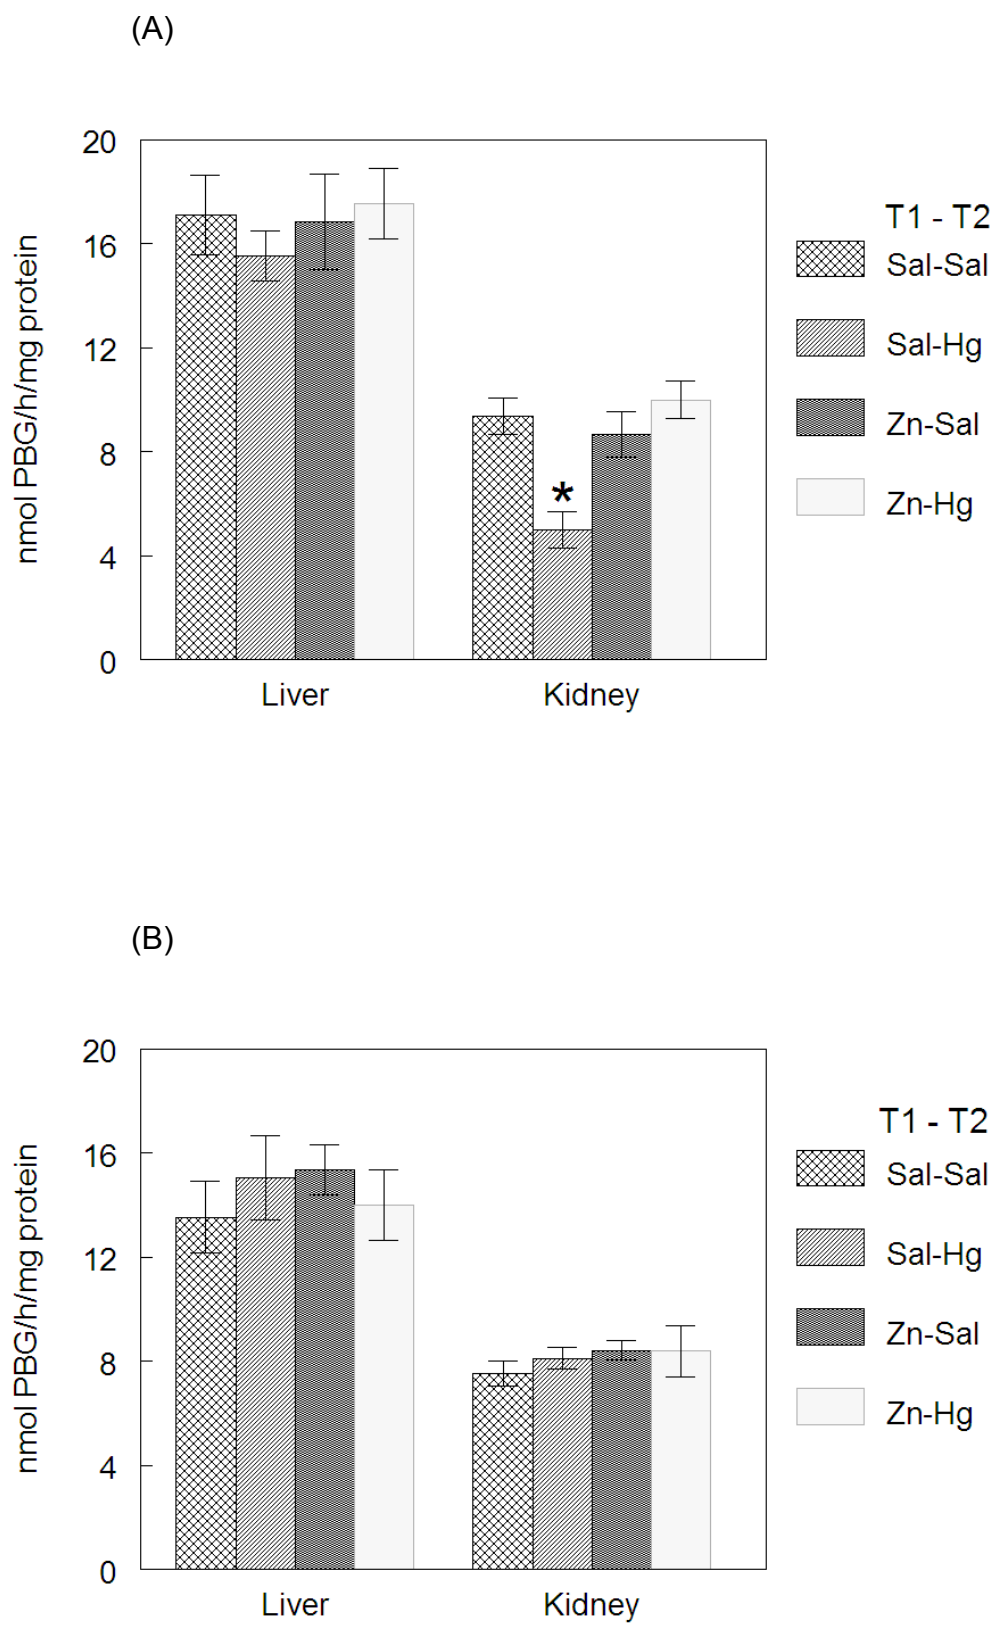 (A)
nmol PBG/h/mg protein
20
16
12
8
4
0
*
Liver
Kidney
T1 - T2
Sal-Sal
Sal-Hg
Zn-Sal
Zn-Hg
(B)
nmol PBG/h/mg protein
20
16
12
8
4
0
Liver
Kidney
T1 - T2
Sal-Sal
Sal-Hg
Zn-Sal
Zn-Hg